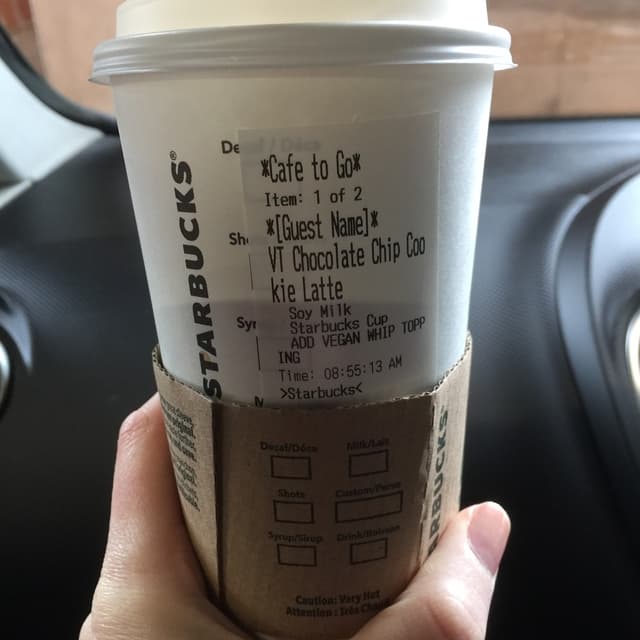 STARBUCKS®
*Cafe to Go*
Item: 1 of 2
*[Guest Name]*
VT Chocolate Chip Coo
kie Latte
Soy Milk
Starbucks Cup
ADD VEGAN WHIP TOPP
ING
Time: 08:55:13 AM
>Starbucks<
Decaf/Déca
Milk/Lait
Shots
Custom/Perso
Syrup/Sirop
Drink/Boisson
Caution: Very Hot
Attention : Très